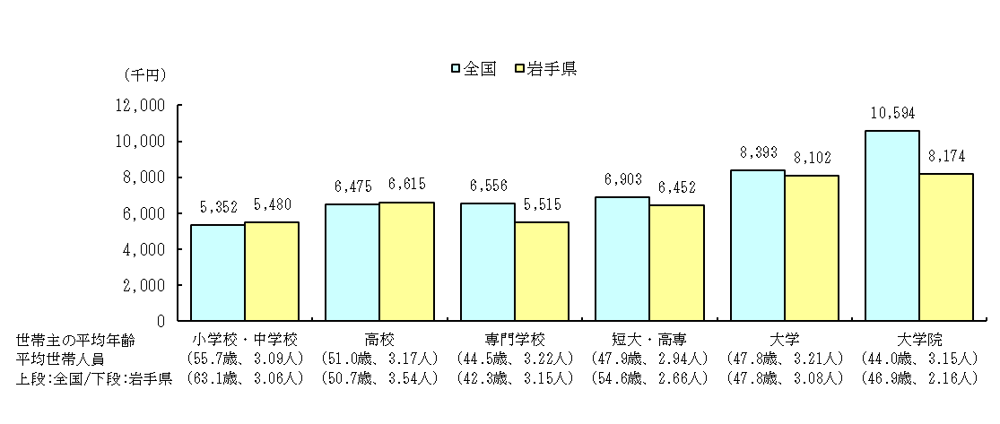 全国 岩手県
（千円）
12,000
10,000
8,000
6,000
4,000
2,000
0
5,352 5,480 6,475 6,615 6,556 5,515 6,903 6,452 8,393 8,102 10,594 8,174
世帯主の平均年齢 小学校・中学校 高校 専門学校 短大・高専 大学 大学院
平均世帯人員 (55.7歳、3.09人) (51.0歳、3.17人) (44.5歳、3.22人) (47.9歳、2.94人) (47.8歳、3.21人) (44.0歳、3.15人)
上段:全国/下段:岩手県 (63.1歳、3.06人) (50.7歳、3.54人) (42.3歳、3.15人) (54.6歳、2.66人) (47.8歳、3.08人) (46.9歳、2.16人)